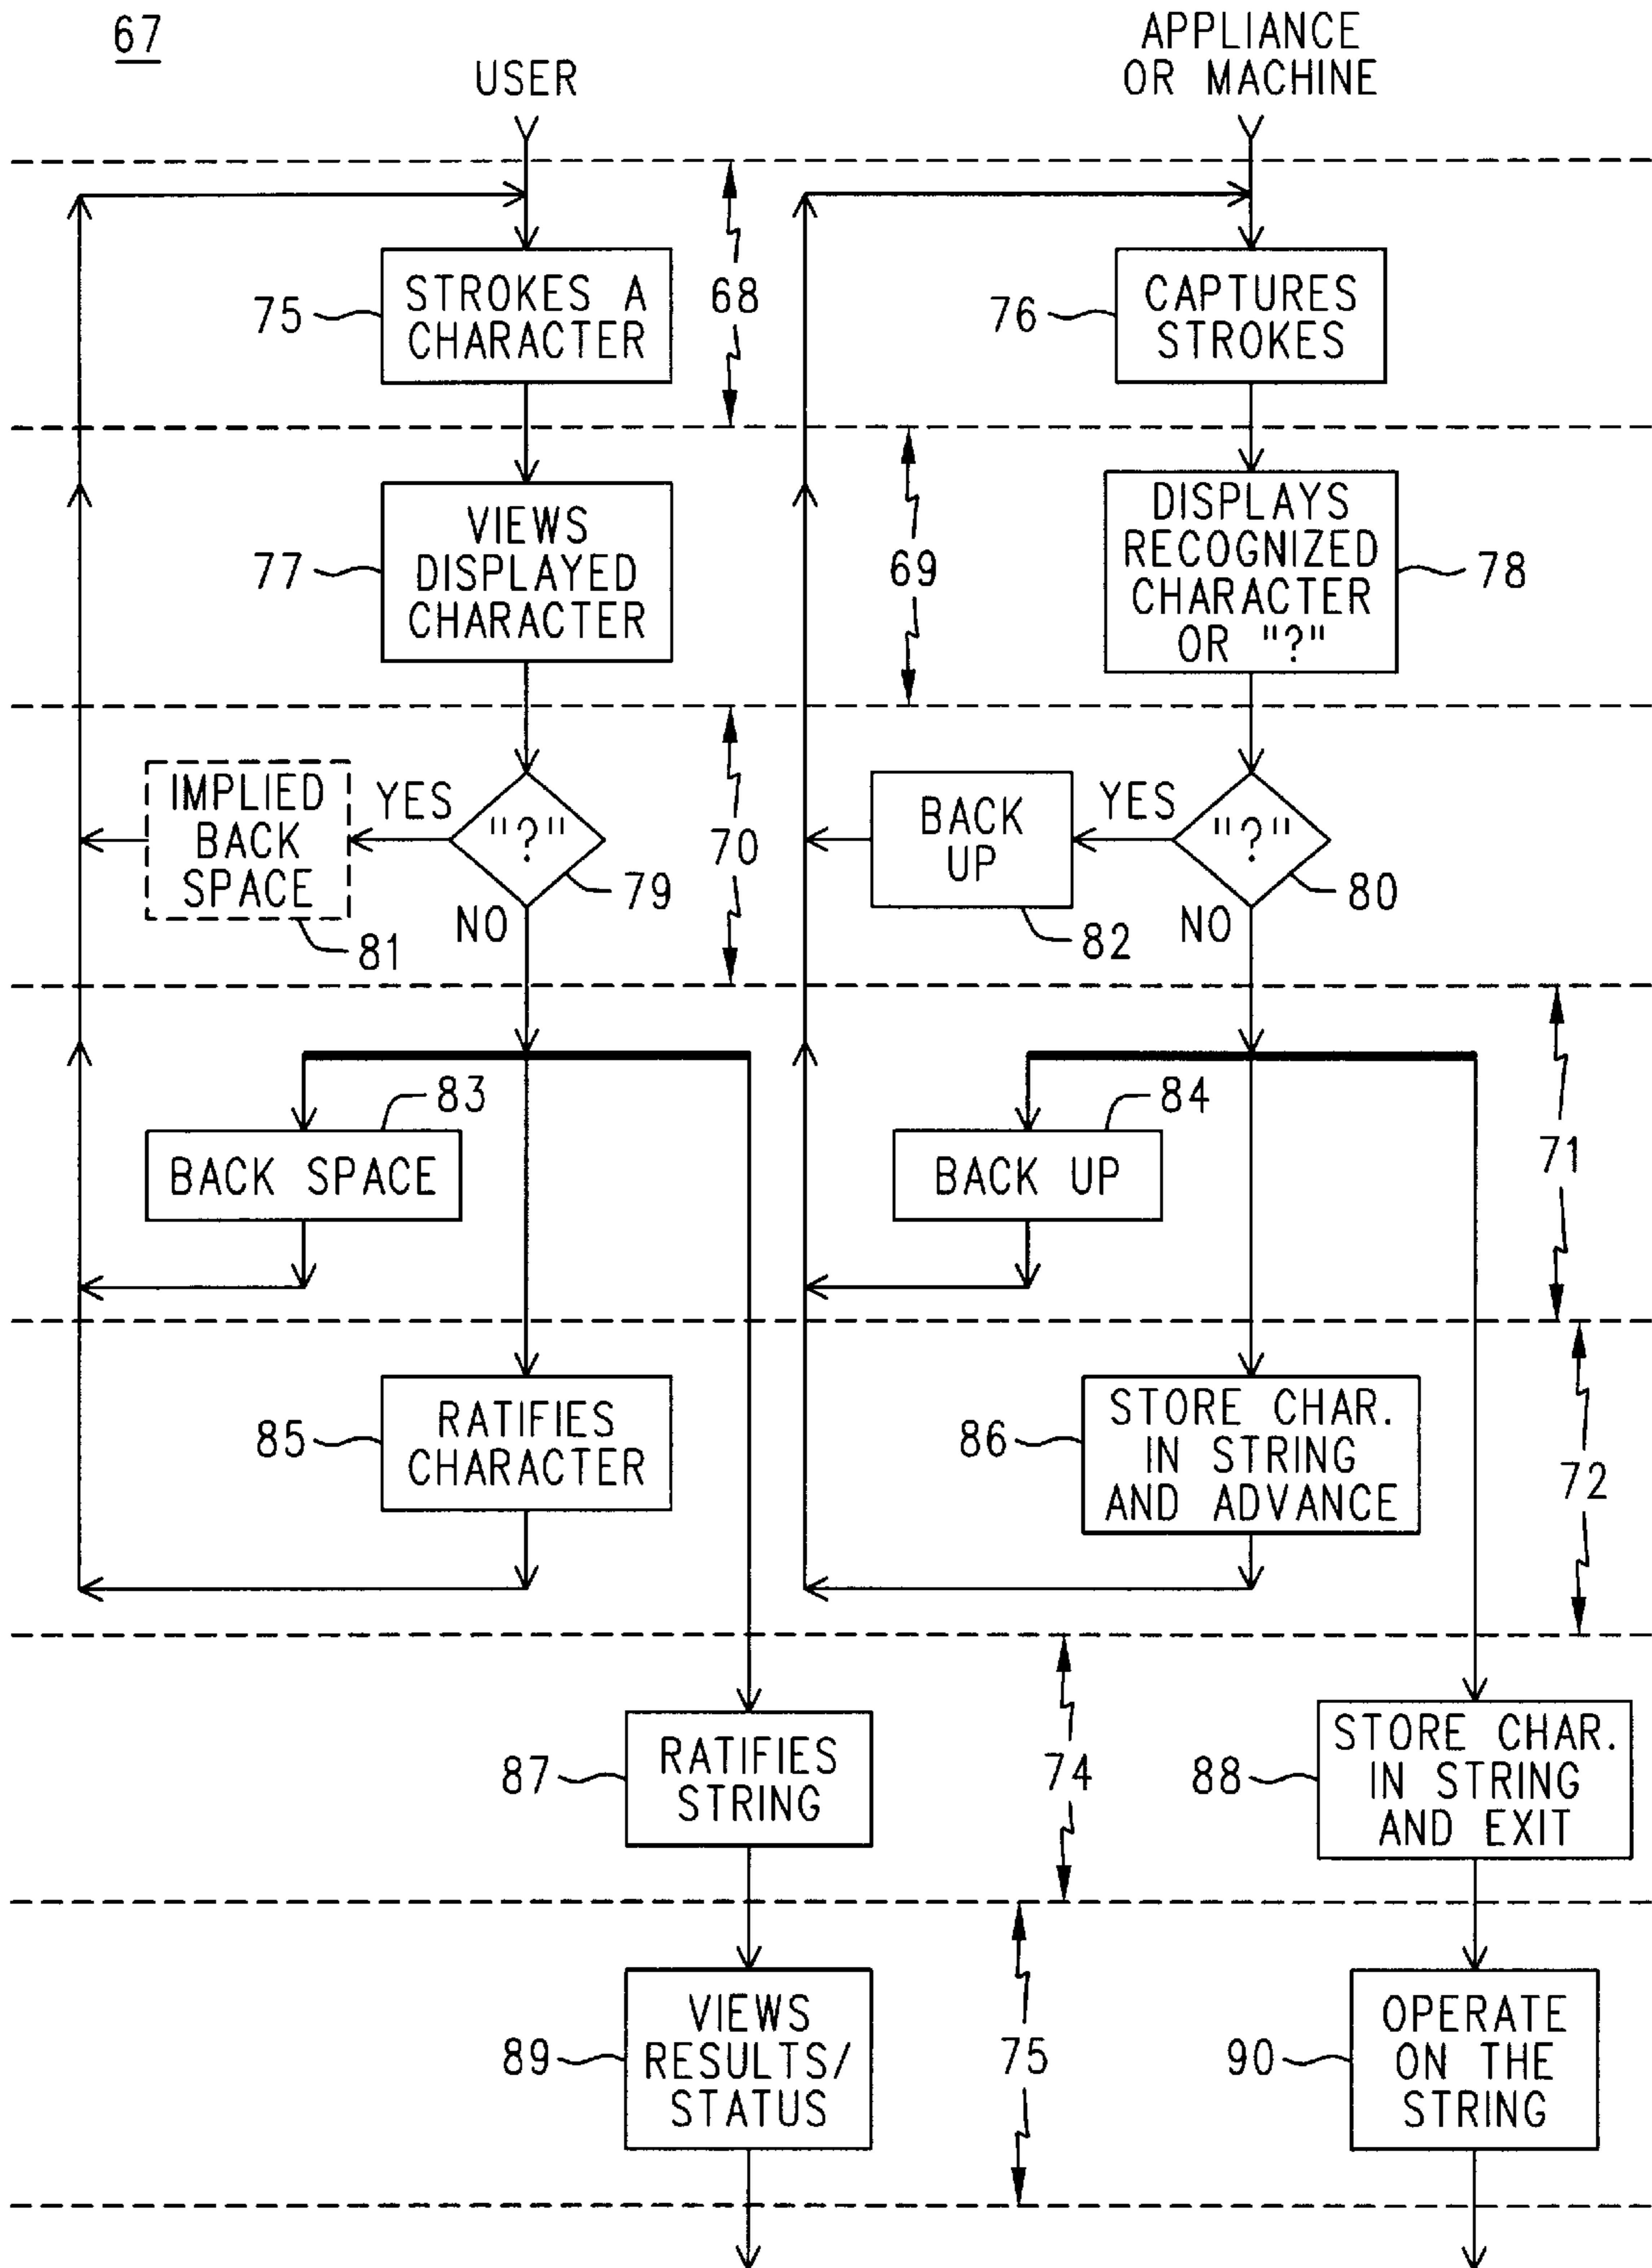 67
USER
APPLIANCE
OR MACHINE
75
STROKES A
CHARACTER
68
76
CAPTURES
STROKES
77
VIEWS
DISPLAYED
CHARACTER
69
DISPLAYS
RECOGNIZED
CHARACTER
OR "?"
78
IMPLIED
BACK
SPACE
81
YES
"?"
79
NO
70
BACK
UP
82
YES
"?"
80
NO
83
BACK SPACE
84
BACK UP
71
85
RATIFIES
CHARACTER
86
STORE CHAR.
IN STRING
AND ADVANCE
72
87
RATIFIES
STRING
74
88
STORE CHAR.
IN STRING
AND EXIT
89
VIEWS
RESULTS/
STATUS
75
90
OPERATE
ON THE
STRING